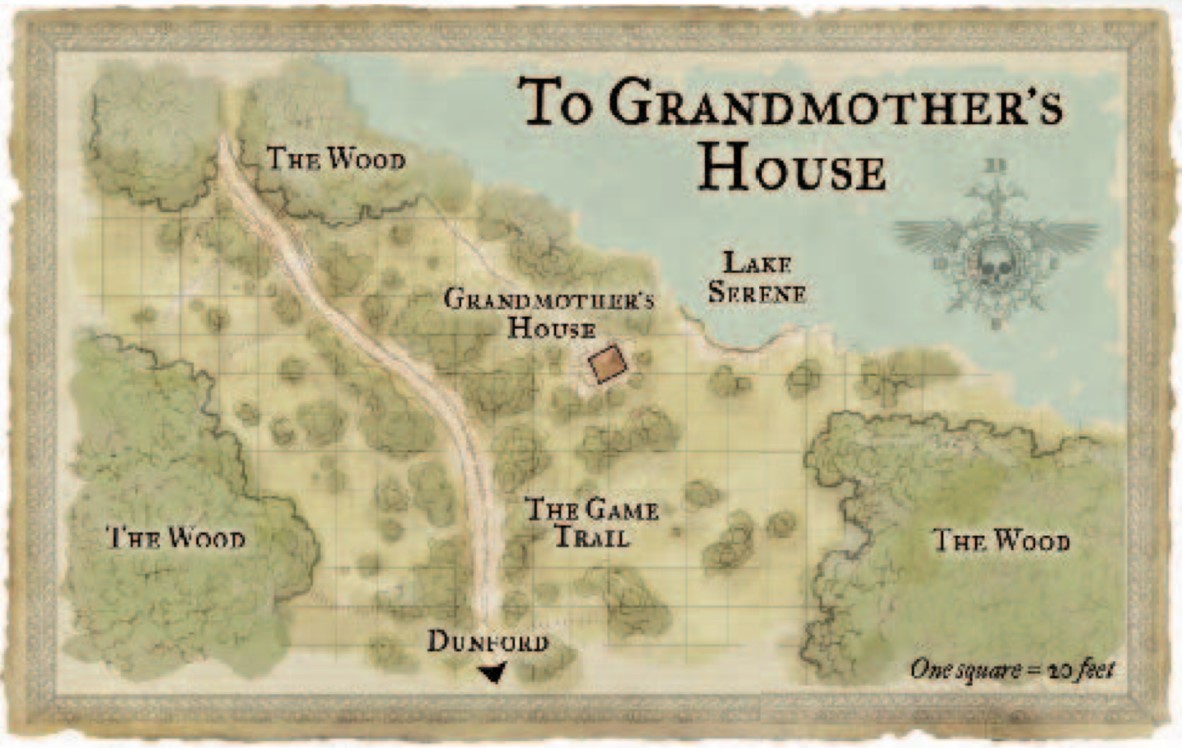 To Grandmother's
House
The Wood
N
Lake
Serene
Grandmother's
House
The Game
Trail
The Wood
The Wood
Dunford
One square = 20 feet